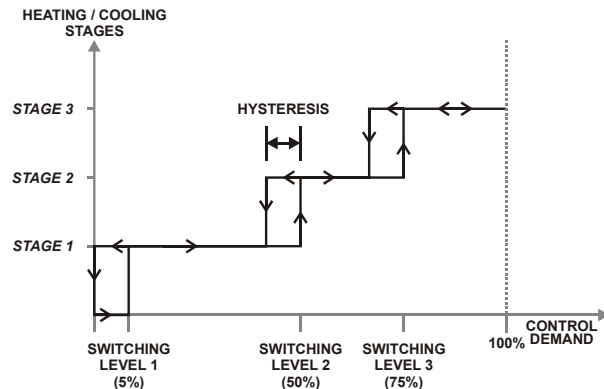 HEATING / COOLING
STAGES
STAGE 3
HYSTERESIS
STAGE 2
STAGE 1
100%
CONTROL
DEMAND
SWITCHING
LEVEL 1
(5%)
SWITCHING
LEVEL 2
(50%)
SWITCHING
LEVEL 3
(75%)